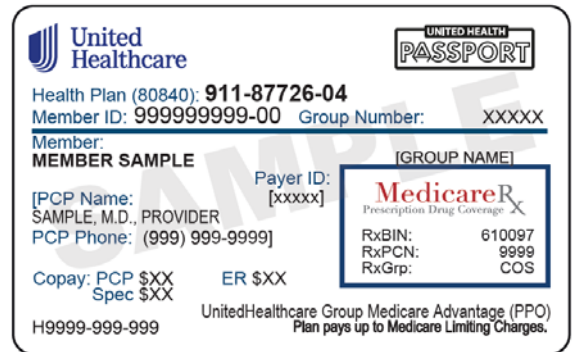 United
Healthcare
UNITED HEALTH
PASSPORT
Health Plan (80840): 911-87726-04
Member ID: 999999999-00 Group Number: XXXXX
Member:
MEMBER SAMPLE
[GROUP NAME]
Payer ID:
[xxxxx]
[PCP Name:
SAMPLE, M.D., PROVIDER
PCP Phone: (999) 999-9999]
MedicareRx
Prescription Drug Coverage
RxBIN: 610097
RxPCN: 9999
RxGrp: COS
Copay: PCP $XX ER $XX
Spec $XX
UnitedHealthcare Group Medicare Advantage (PPO)
H9999-999-999 Plan pays up to Medicare Limiting Charges.
SAMPLE